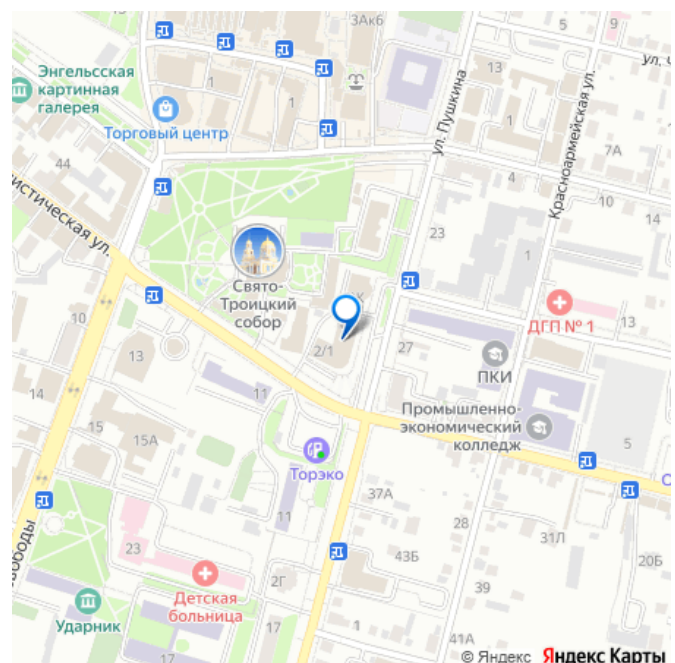 3Ак6
5
9
ул. Ч
Энгельсская
картинная
галерея
1
1
13
Торговый центр
ул. Пушкина
1
Красноармейская ул.
7А
44
4
10
14
истическая ул.
23
1
Свято-
Троицкий
собор
К
ДГП № 1
13
10
13
2/1
27
ПКИ
14
11
Промышленно-
экономический
колледж
5
15А
Торэко
О
37А
11
28
31Л
20Б
23
43Б
вободы
2Г
39
Детская
больница
Ударник
17
17
1
41А
© Яндекс Яндекс Карты